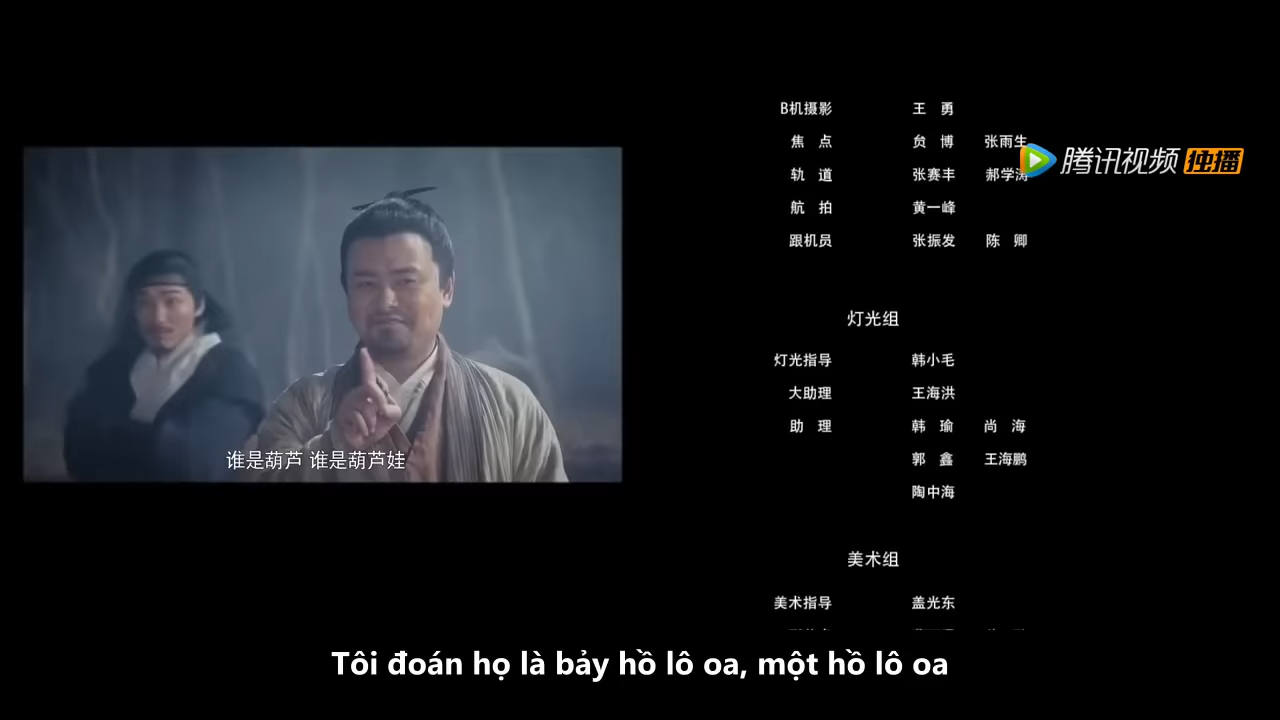 B机摄影 王 勇
焦 点 贠 博 张雨生
腾讯视频 独播
轨 道 张赛丰 郝学涛
航 拍 黄一峰
跟机员 张振发 陈 卿
灯光组
灯光指导 韩小毛
大助理 王海洪
助 理 韩 瑜 尚 海
郭 鑫 王海鹏
陶中海
谁是葫芦 谁是葫芦娃
美术组
美术指导 盖光东
Tôi đoán họ là bảy hồ lô oa, một hồ lô oa